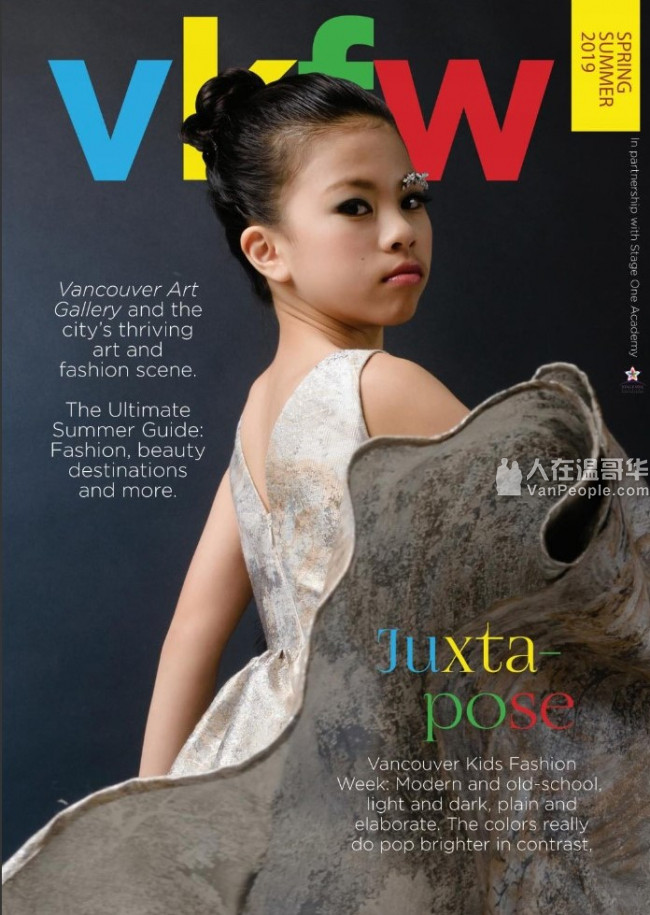 vkfw
SPRING
SUMMER
2019
In partnership with Stage One Academy
Vancouver Art
Gallery and the
city's thriving
art and
fashion scene.
The Ultimate
Summer Guide:
Fashion, beauty
destinations
and more.
人在温哥华
VanPeople.com
Juxta-
pose
Vancouver Kids Fashion
Week: Modern and old-school,
light and dark, plain and
elaborate. The colors really
do pop brighter in contrast.